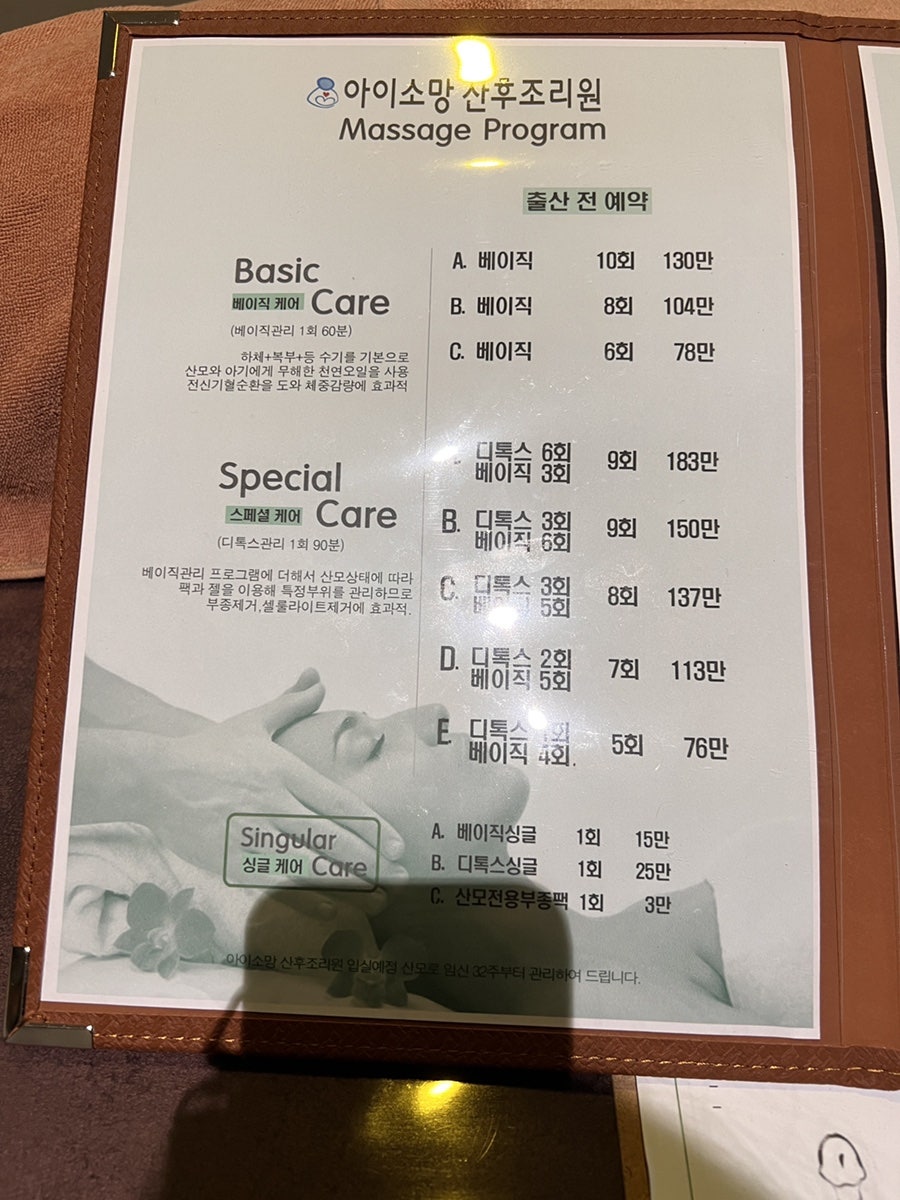 아이소망 산후조리원
Massage Program
출산 전 예약
Basic
베이직 케어 Care
(베이직관리 1회 60분)
하체+복부+등 수기를 기본으로
산모와 아기에게 무해한 천연오일을 사용
전신기혈순환을 도와 체중감량에 효과적
A. 베이직 10회 130만
B. 베이직 8회 104만
C. 베이직 6회 78만
Special
스페셜 케어 Care
(디톡스관리 1회 90분)
베이직관리 프로그램에 더해서 산모상태에 따라
팩과 젤을 이용해 특정부위를 관리하므로
부종제거,셀룰라이트제거에 효과적.
디톡스 6회
베이직 3회 9회 183만
B. 디톡스 3회
베이직 6회 9회 150만
C. 디톡스 3회
베이직 5회 8회 137만
D. 디톡스 2회
베이직 5회 7회 113만
E 디톡스
베이직 4회. 5회 76만
Singular
싱글 케어 Care
A. 베이직싱글 1회 15만
B. 디톡스싱글 1회 25만
C. 산모전용부종팩 1회 3만
아이소망 산후조리원 입실예정 산모로 임신 32주부터 관리하여 드립니다.